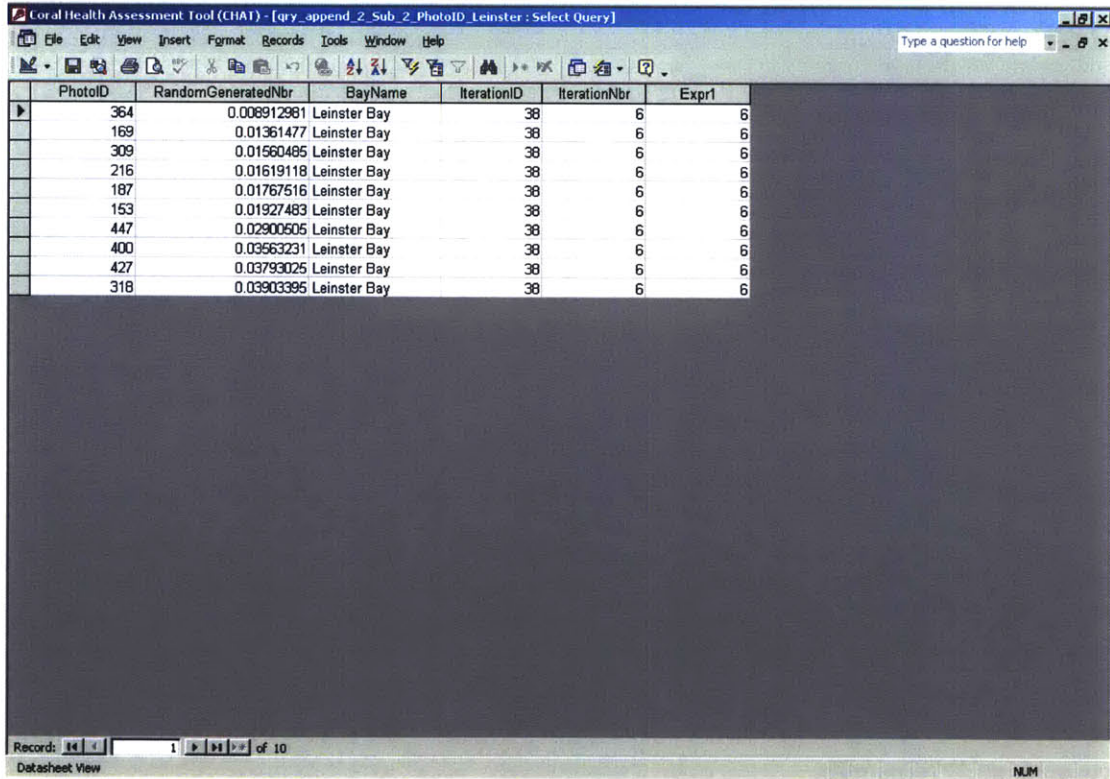 Coral Health Assessment Tool (CHAT) - [qry_append_2_Sub_2_PhotoID_Leinster : Select Query]
File Edit View Insert Format Records Tools Window Help Type a question for help
PhotoID RandomGeneratedNbr BayName IterationID IterationNbr Expr1
364 0.008912981 Leinster Bay 38 6 6
169 0.01361477 Leinster Bay 38 6 6
309 0.01560485 Leinster Bay 38 6 6
216 0.01619118 Leinster Bay 38 6 6
187 0.01767516 Leinster Bay 38 6 6
153 0.01927483 Leinster Bay 38 6 6
447 0.02900505 Leinster Bay 38 6 6
400 0.03563231 Leinster Bay 38 6 6
427 0.03793025 Leinster Bay 38 6 6
318 0.03903395 Leinster Bay 38 6 6
Record: 1 of 10
Datasheet View NUM